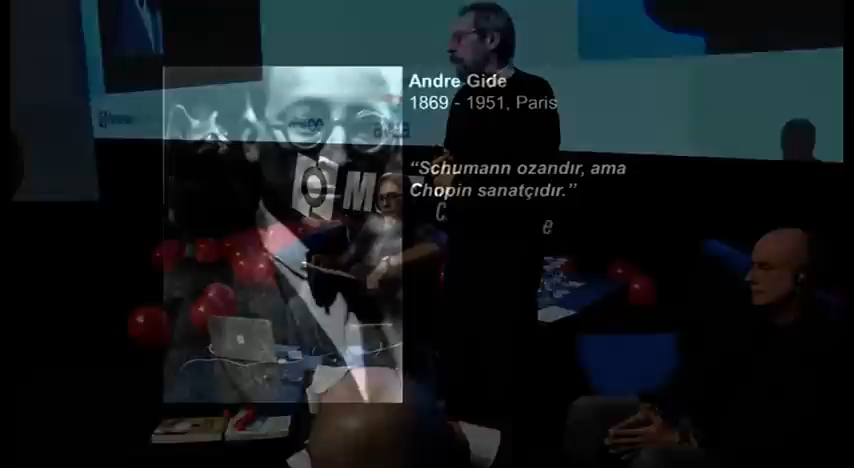 Andre Gide
1869 - 1951, Paris
“Schumann ozandır, ama
Chopin sanatçıdır.”